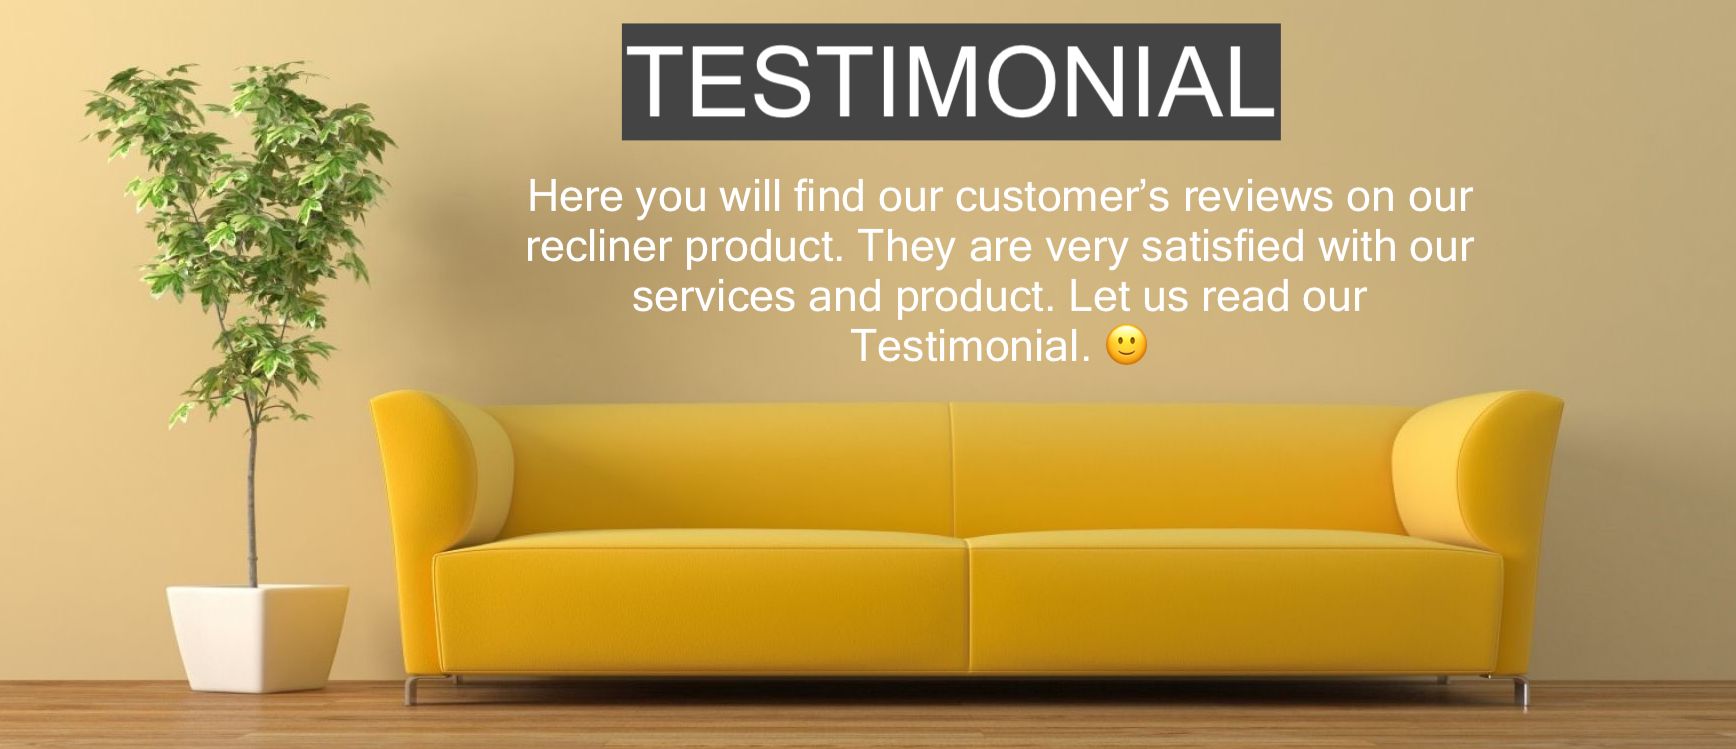 TESTIMONIAL
Here you will find our customer’s reviews on our
recliner product. They are very satisfied with our
services and product. Let us read our
Testimonial. 🙂